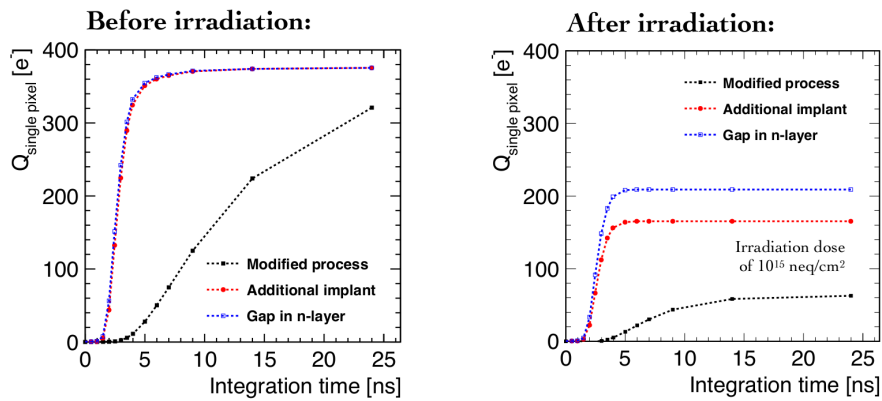 Before irradiation:
400
300
200
100
0
Q single pixel [e⁻]
Modified process
Additional implant
Gap in n-layer
0 5 10 15 20 25
Integration time [ns]
After irradiation:
400
300
200
100
0
Q single pixel [e⁻]
Modified process
Additional implant
Gap in n-layer
Irradiation dose
of 10¹⁵ neq/cm²
0 5 10 15 20 25
Integration time [ns]